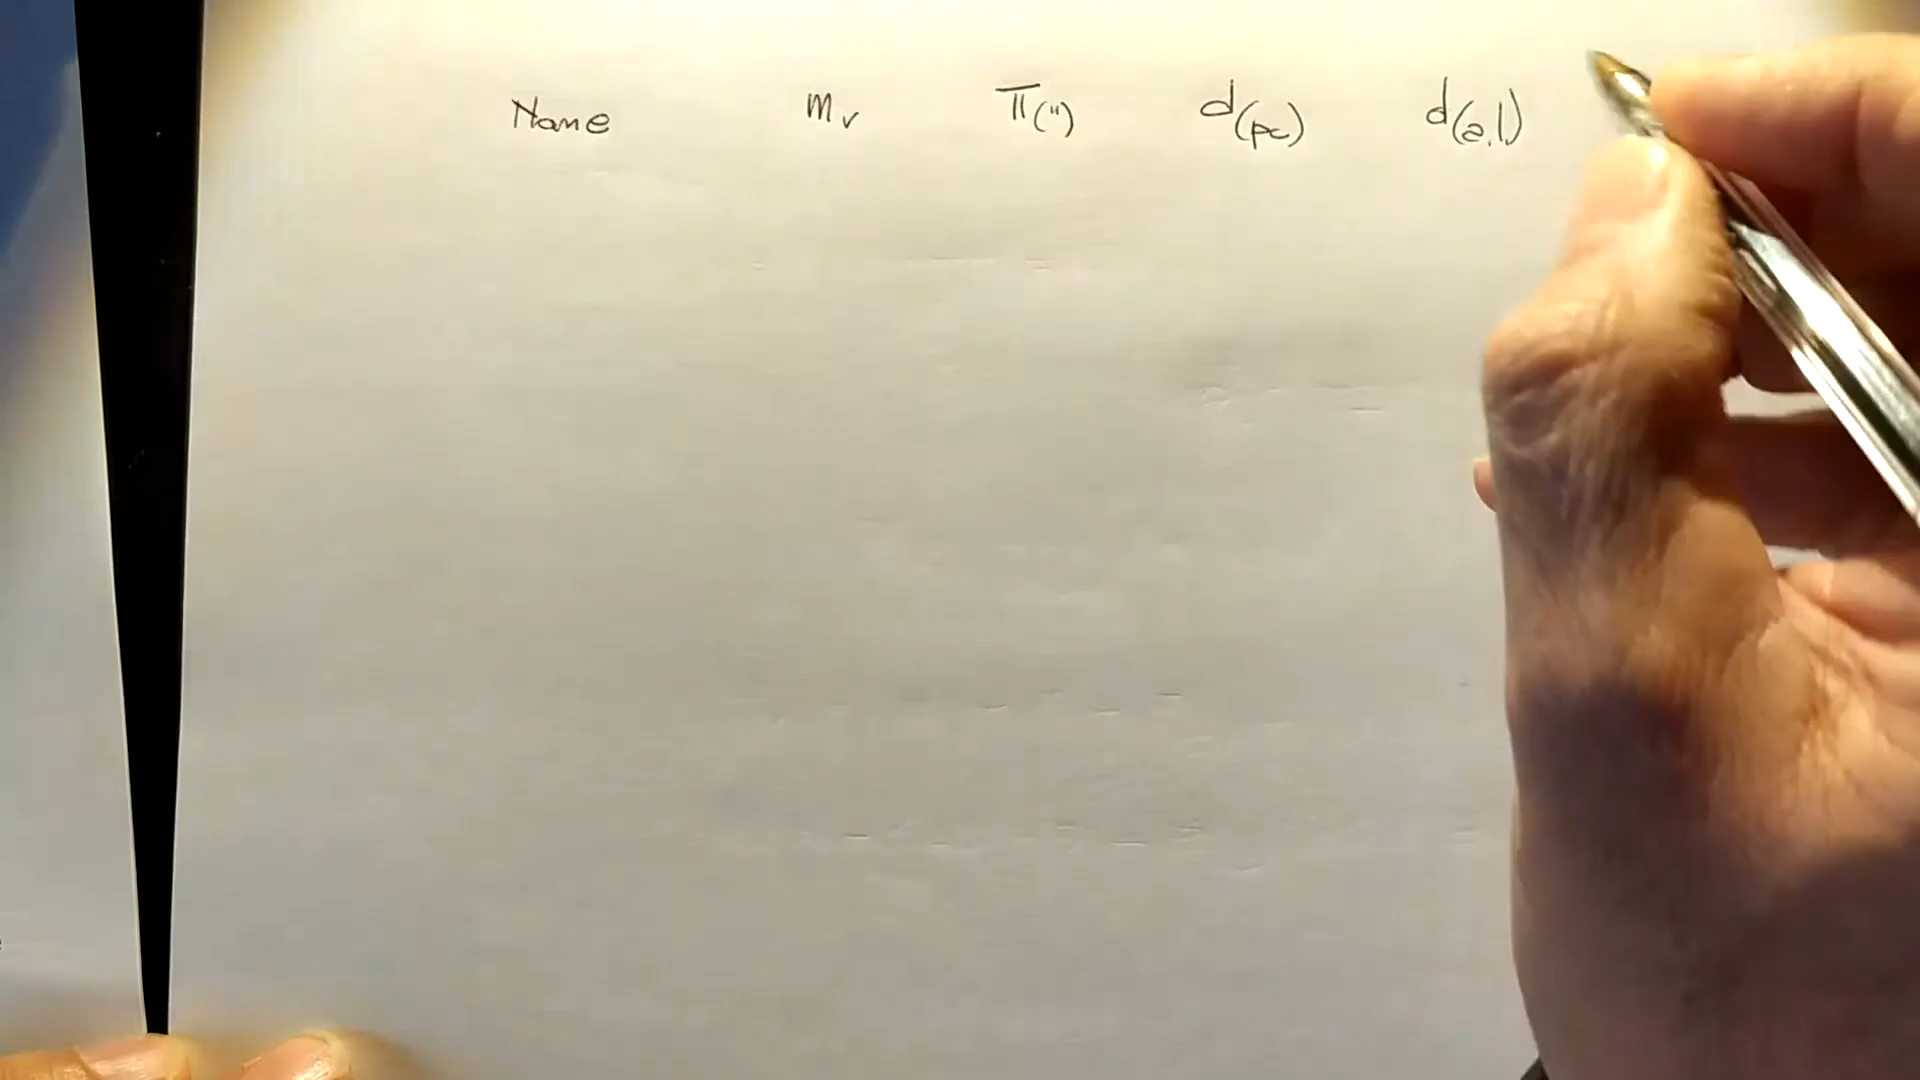 Name m_v π(") d(pc) d(a.l)